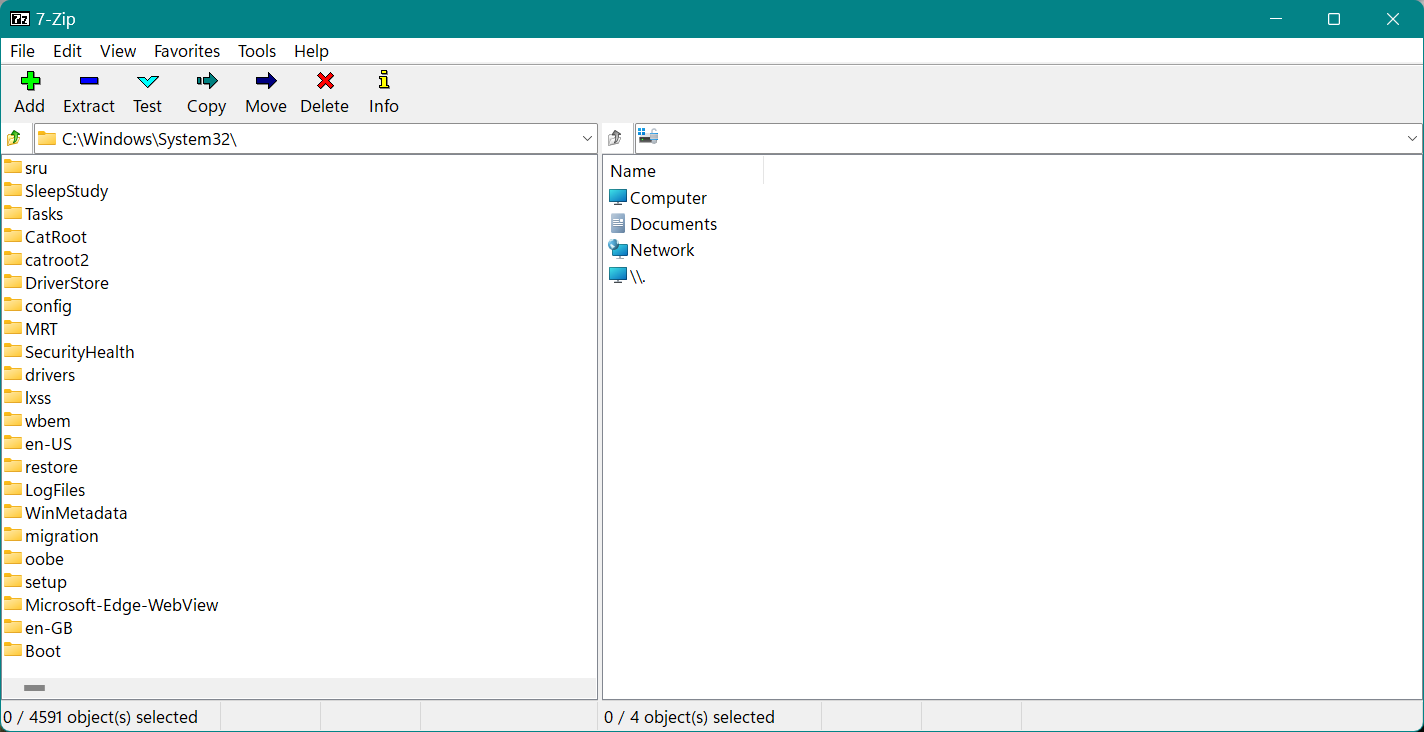 7-Zip
File Edit View Favorites Tools Help
Add Extract Test Copy Move Delete Info
C:\Windows\System32\
sru
SleepStudy
Tasks
CatRoot
catroot2
DriverStore
config
MRT
SecurityHealth
drivers
lxss
wbem
en-US
restore
LogFiles
WinMetadata
migration
oobe
setup
Microsoft-Edge-WebView
en-GB
Boot
0 / 4591 object(s) selected
Name
Computer
Documents
Network
\\.
0 / 4 object(s) selected